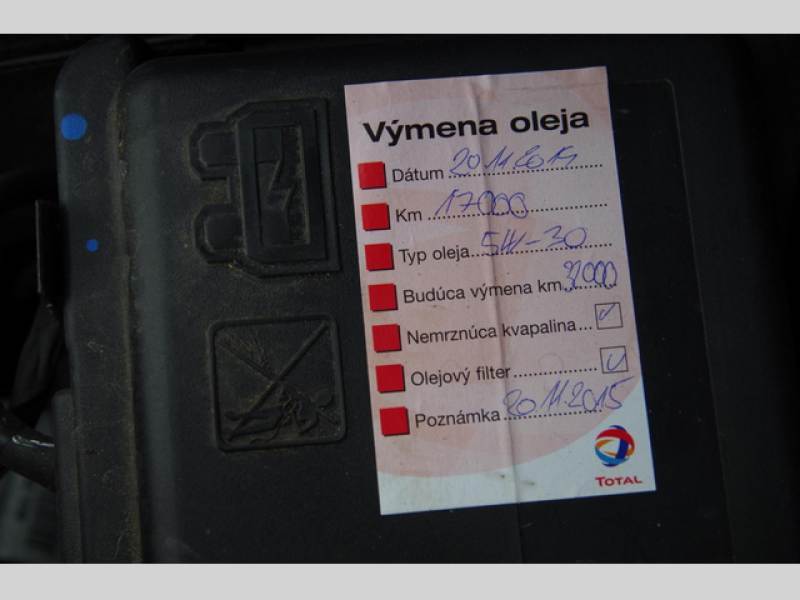 Výmena oleja
Dátum 20.11.2014
Km 17000
Typ oleja 5W-30
Budúca výmena km 32000
Nemrznúca kvapalina... ✓
Olejový filter ✓
Poznámka 20.11.2015
TOTAL